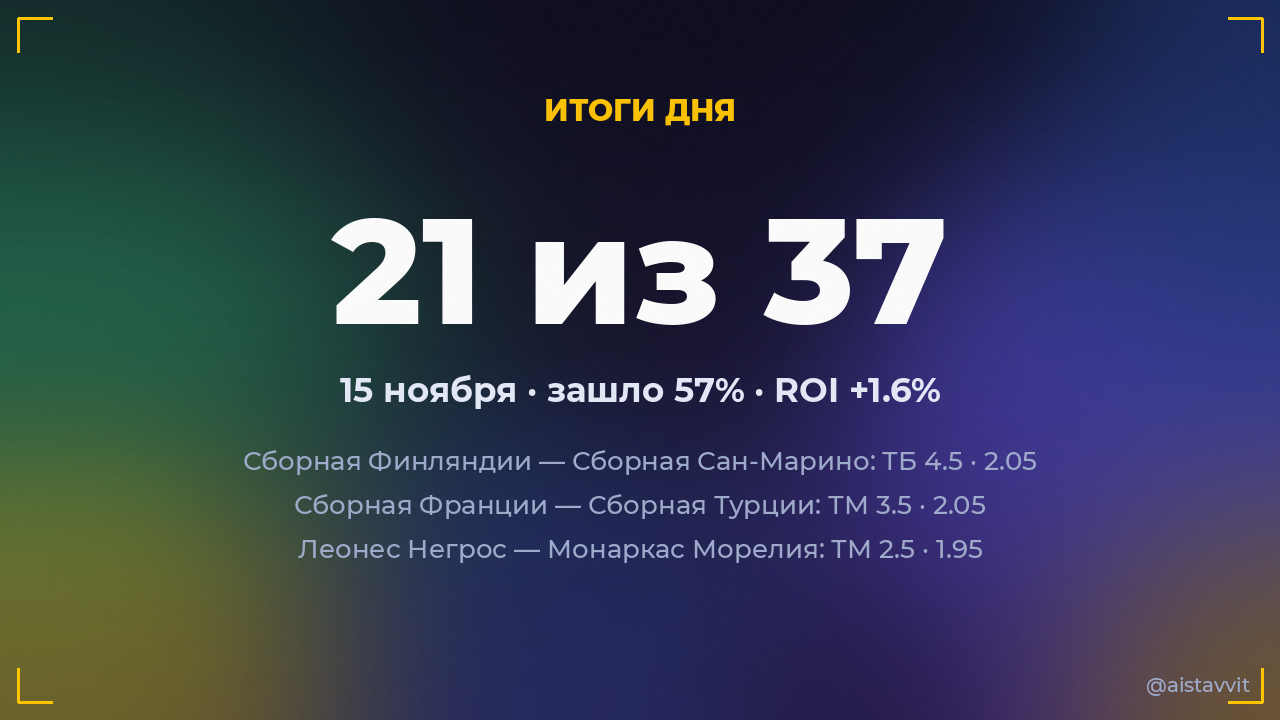 ИТОГИ ДНЯ
21 из 37
15 ноября · зашло 57% · ROI +1.6%
Сборная Финляндии — Сборная Сан-Марино: ТБ 4.5 · 2.05
Сборная Франции — Сборная Турции: ТМ 3.5 · 2.05
Леонес Негрос — Монаркас Морелия: ТМ 2.5 · 1.95
@aistavvit